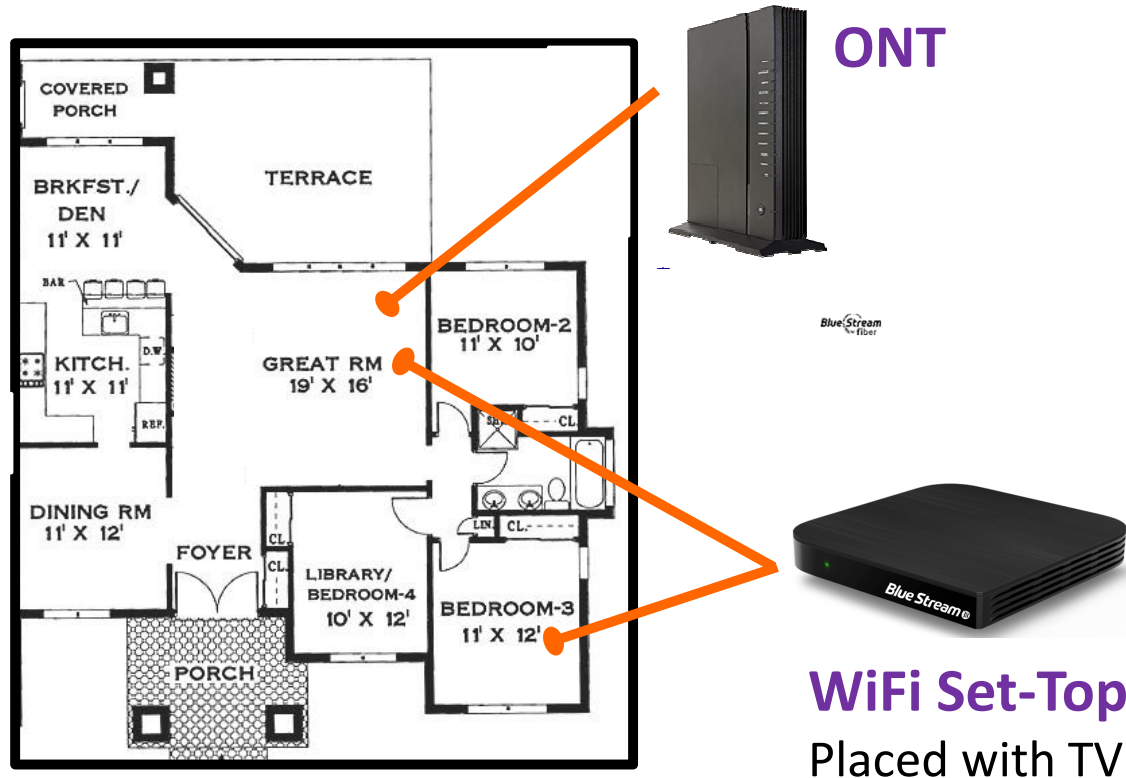 ONT
COVERED
PORCH
TERRACE
BRKFST./
DEN
11' X 11'
BAR
BEDROOM-2
11' X 10'
Blue Stream
fiber
D.W.
KITCH.
11' X 11'
GREAT RM
19' X 16'
REF.
CL.
DINING RM
11' X 12'
LIN.
CL.
CL
FOYER
CL.
LIBRARY/
BEDROOM-4
10' X 12'
BEDROOM-3
11' X 12'
Blue Stream
PORCH
WiFi Set-Top
Placed with TV